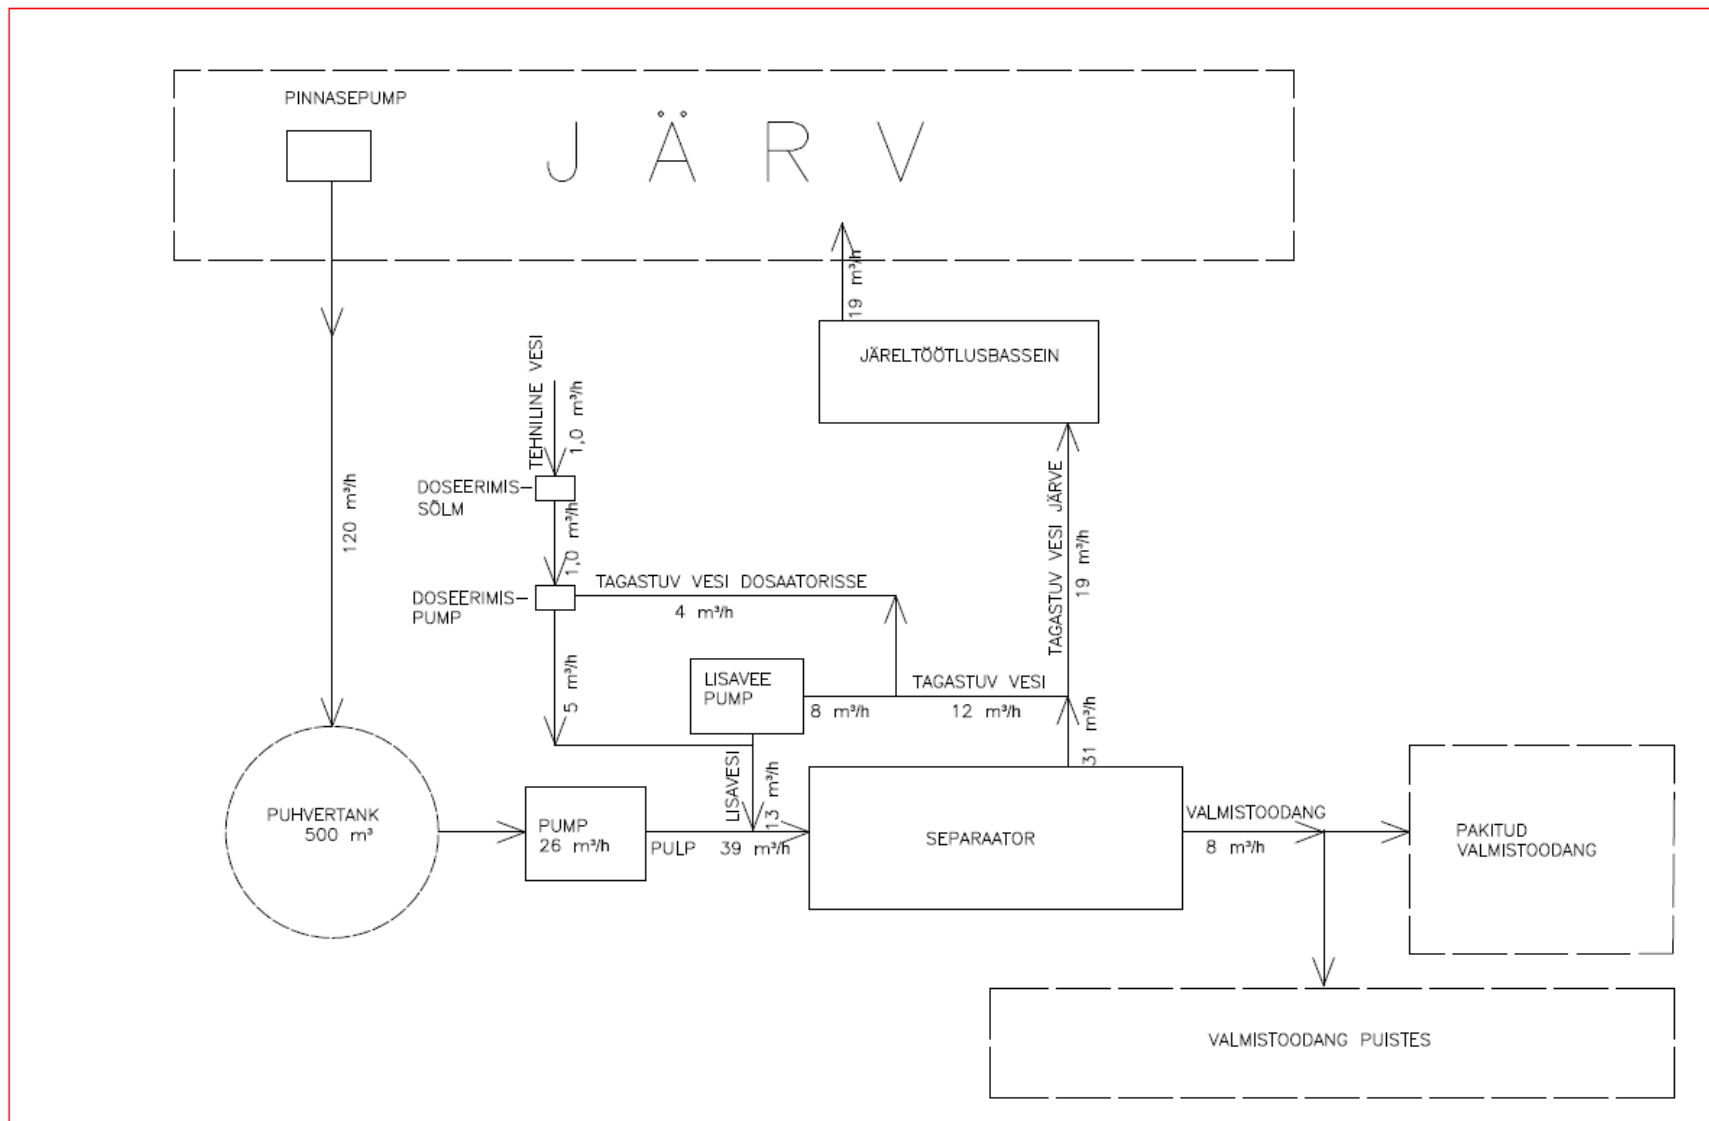 PINNASEPUMP
JÄRV
19 m³/h
JÄRELTÖÖTLUSBASSEIN
TEHNILINE VESI
1,0 m³/h
120 m³/h
DOSEERIMIS-
SÕLM
1,0 m³/h
TAGASTUV VESI JÄRVE
19 m³/h
DOSEERIMIS-
PUMP
TAGASTUV VESI DOSAATORISSE
4 m³/h
5 m³/h
LISAVEE
PUMP
8 m³/h
TAGASTUV VESI
12 m³/h
31 m³/h
LISAVESI
13 m³/h
PUHVERTANK
500 m³
PUMP
26 m³/h
PULP
39 m³/h
SEPARAATOR
VALMISTOODANG
8 m³/h
PAKITUD
VALMISTOODANG
VALMISTOODANG PUISTES